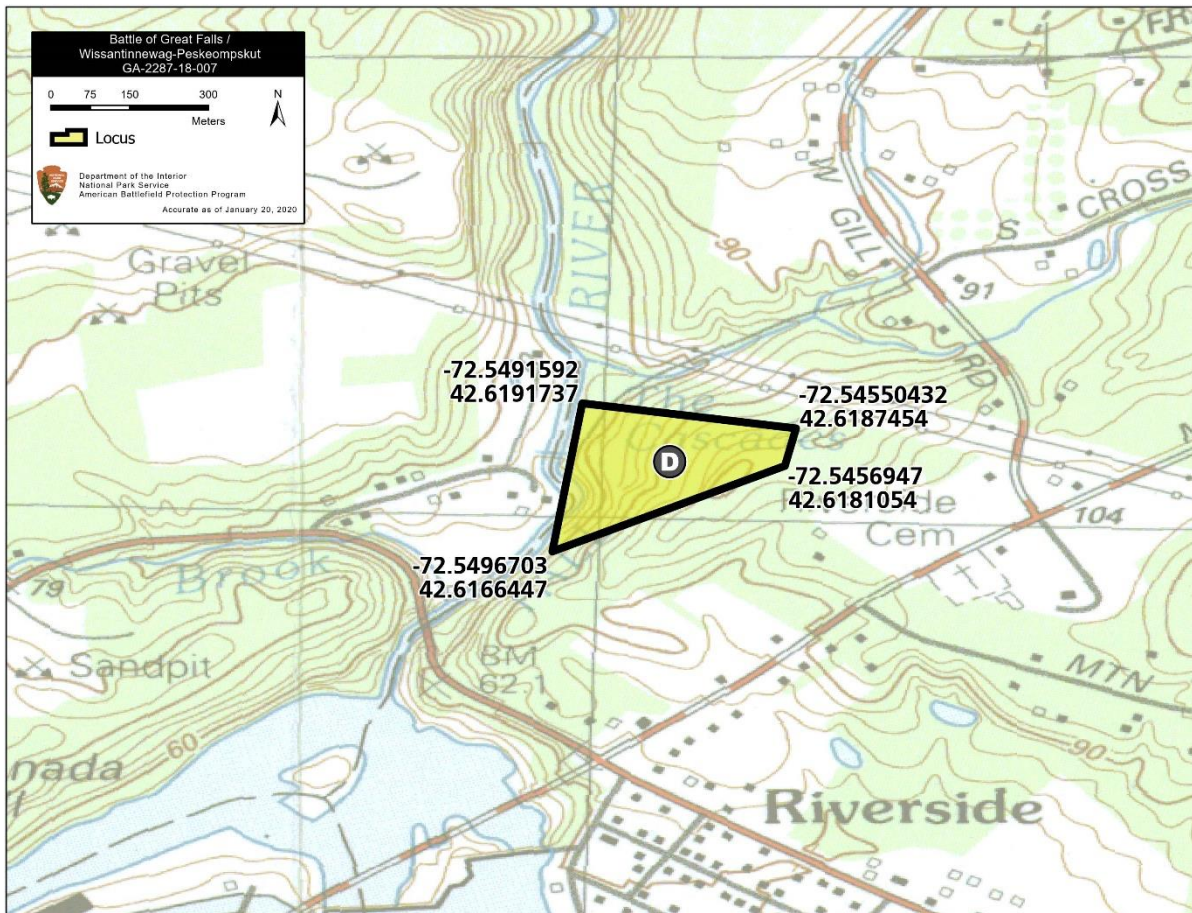 Battle of Great Falls /
Wissantinnewag-Peskeompskut
GA-2287-18-007
0 75 150 300
Meters
N
Locus
Department of the Interior
National Park Service
American Battlefield Protection Program
Accurate as of January 20, 2020
Gravel
Pits
RIVER
W
GILL
RD
S CROSS
90
91
-72.5491592
42.6191737
-72.54550432
42.6187454
The
Cascades
D
-72.5456947
42.6181054
Riverside
Cem
104
-72.5496703
42.6166447
Brook
79
Sandpit
BM
62.1
MTN
60
90
nada
Riverside